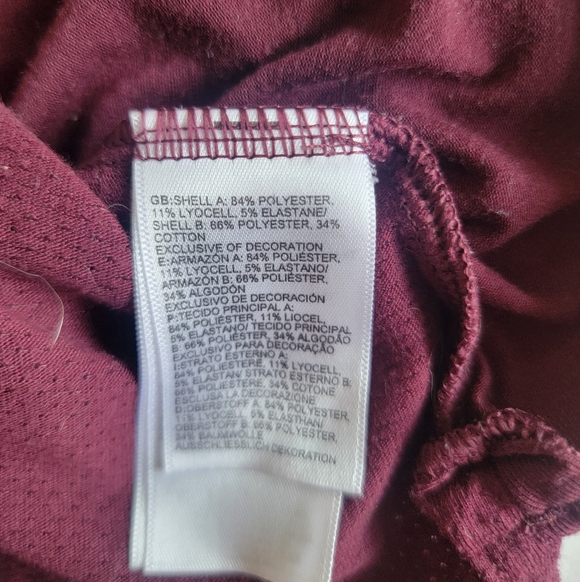 GB:SHELL A: 84% POLYESTER,
11% LYOCELL, 5% ELASTANE/
SHELL B: 66% POLYESTER, 34%
COTTON
EXCLUSIVE OF DECORATION
E:ARMAZÓN A: 84% POLIÉSTER,
11% LYOCELL, 5% ELASTANO/
ARMAZÓN B: 66% POLIÉSTER,
34% ALGODÓN
EXCLUSIVO DE DECORACIÓN
P:TECIDO PRINCIPAL A:
84% POLIÉSTER, 11% LIOCEL,
5% ELASTANO/ TECIDO PRINCIPAL
B: 66% POLIÉSTER, 34% ALGODÃO
EXCLUSIVO PARA DECORAÇÃO
I:STRATO ESTERNO A:
84% POLIESTERE, 11% LYOCELL,
5% ELASTAN/ STRATO ESTERNO B:
66% POLIESTERE, 34% COTONE
ESCLUSA LA DECORAZIONE
D:OBERSTOFF A: 84% POLYESTER,
11% LYOCELL, 5% ELASTHAN/
OBERSTOFF B: 66% POLYESTER,
34% BAUMWOLLE
AUSSCHLIESSLICH DEKORATION